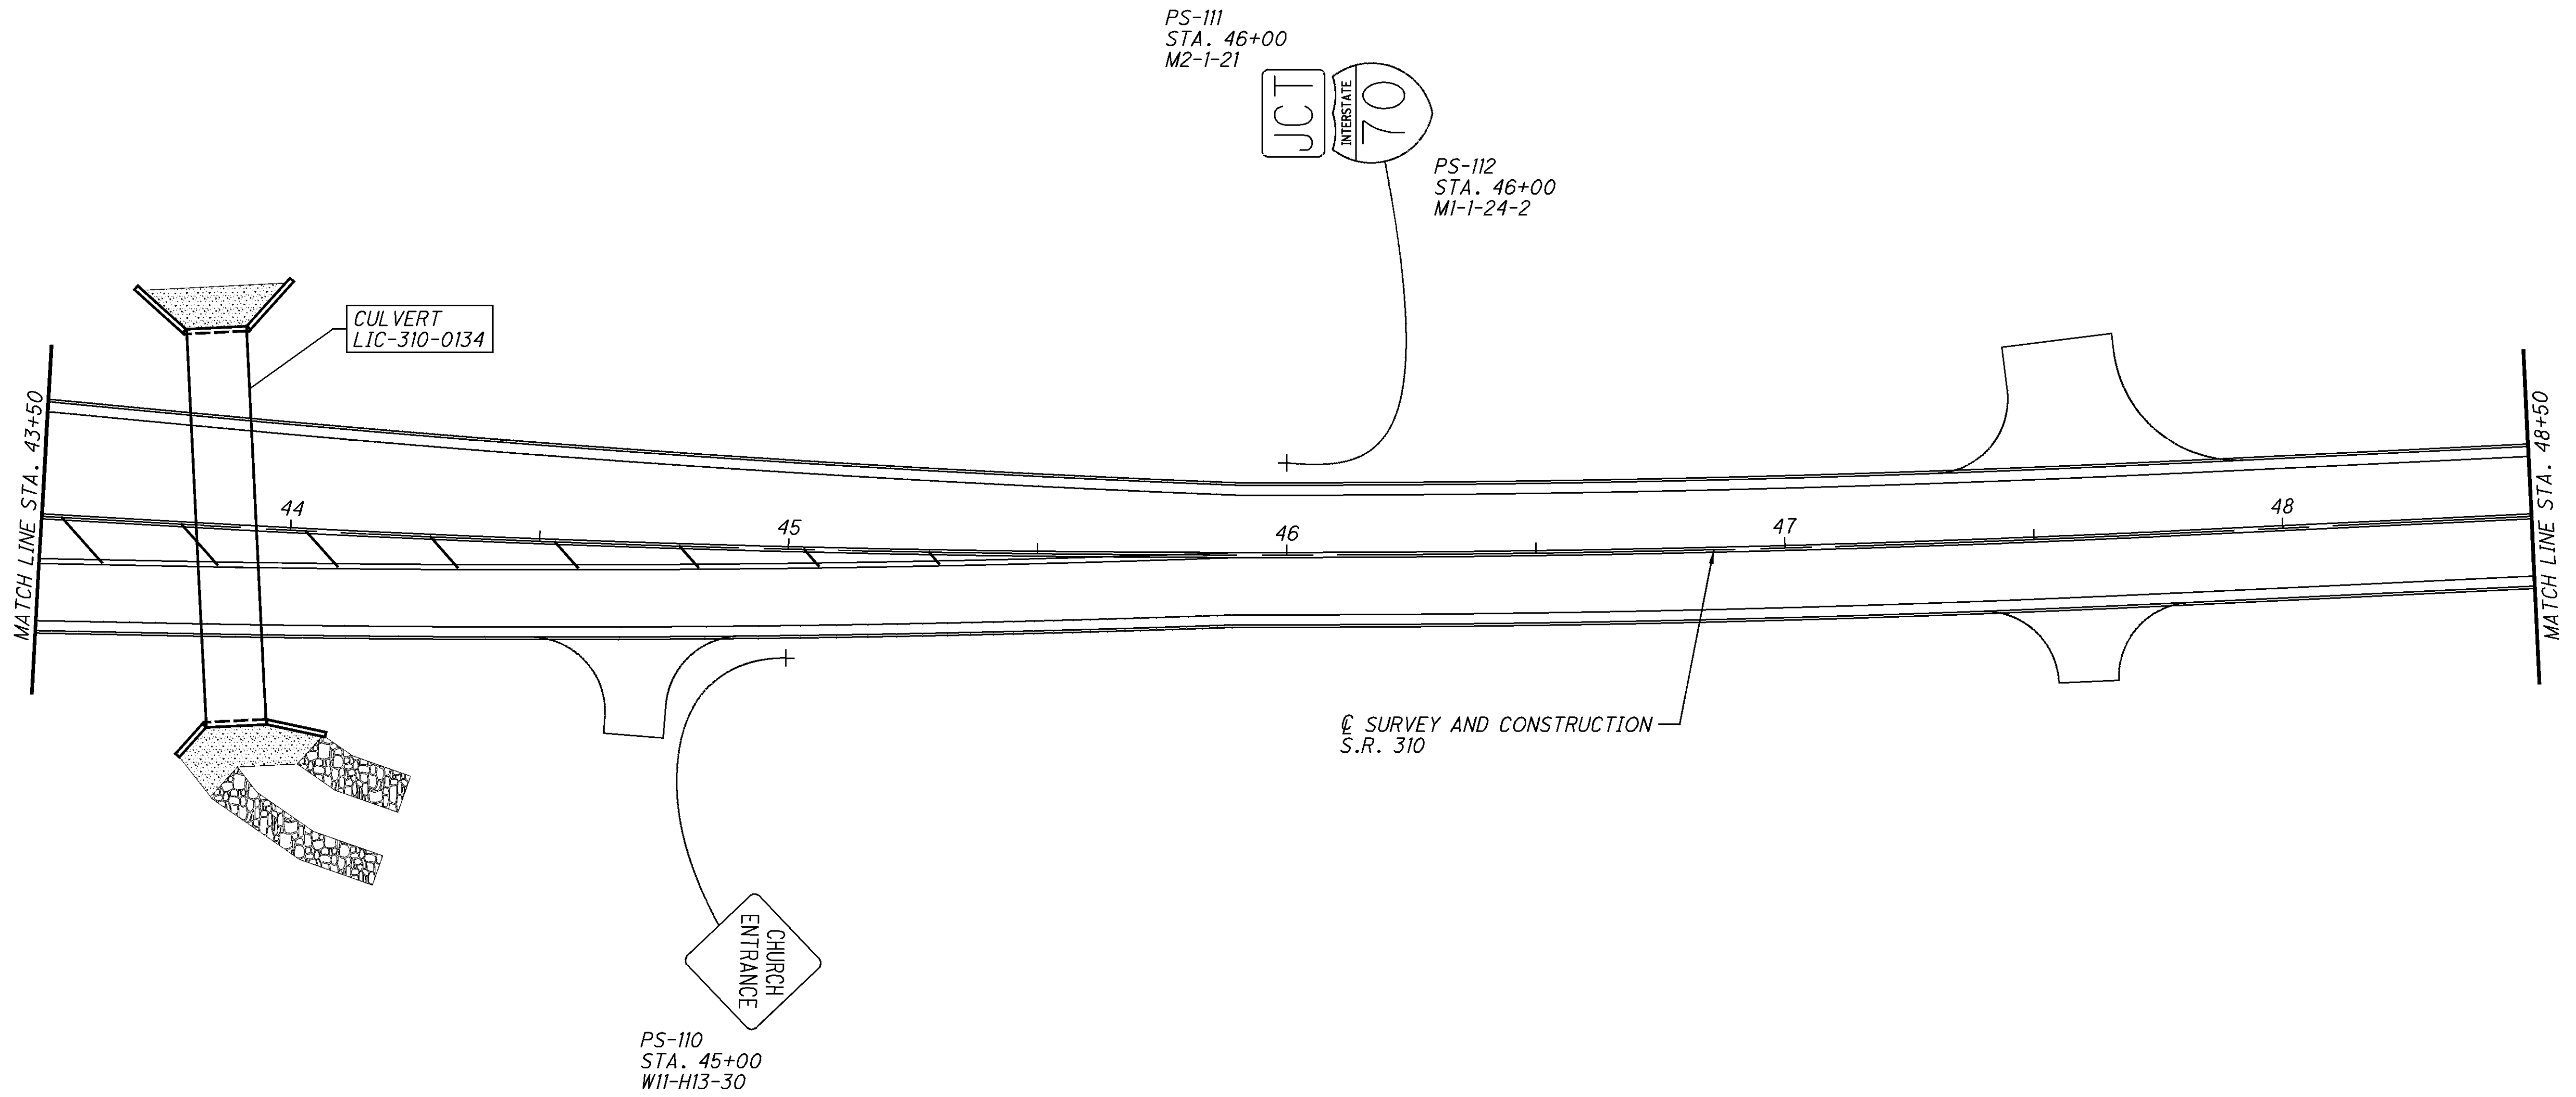 PS-111
STA. 46+00
M2-1-21
JCT
INTERSTATE
70
PS-112
STA. 46+00
M1-1-24-2
CULVERT
LIC-310-0134
MATCH LINE STA. 43+50
44
45
46
47
48
MATCH LINE STA. 48+50
℄ SURVEY AND CONSTRUCTION
S.R. 310
CHURCH
ENTRANCE
PS-110
STA. 45+00
W11-H13-30